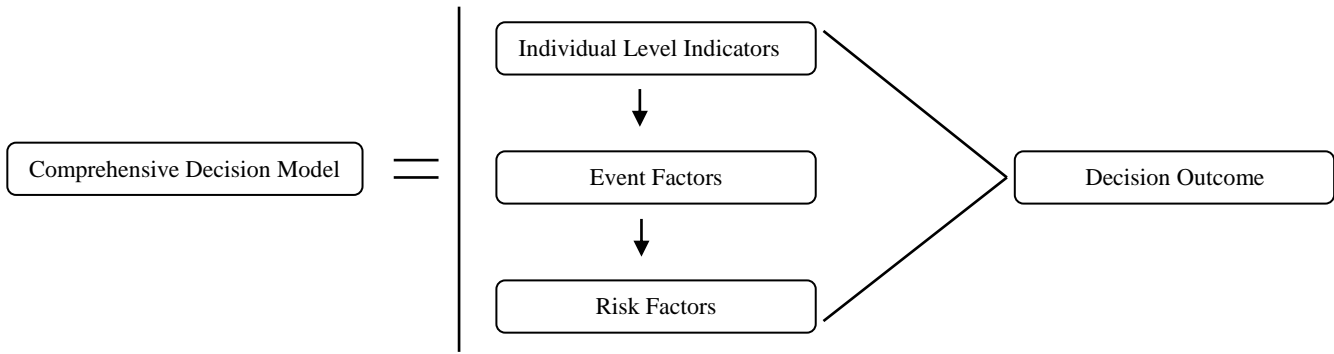 Individual Level Indicators
Comprehensive Decision Model
Event Factors
Decision Outcome
Risk Factors